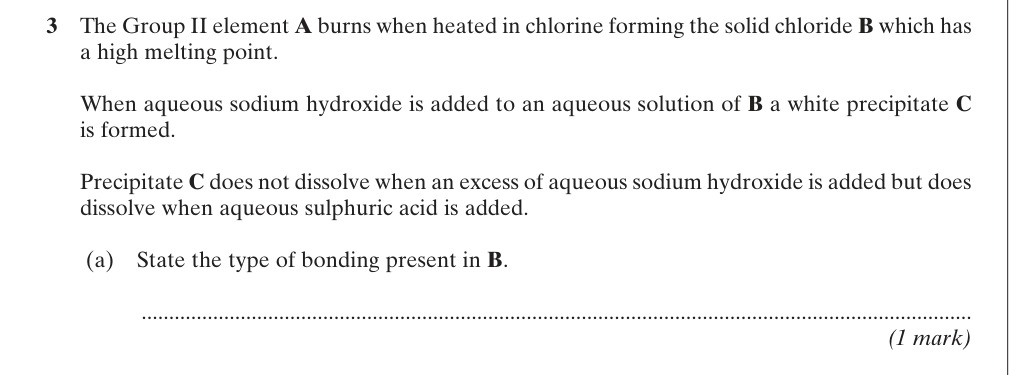 3 The Group II element A burns when heated in chlorine forming the solid chloride B which has
a high melting point.
When aqueous sodium hydroxide is added to an aqueous solution of B a white precipitate C
is formed.
Precipitate C does not dissolve when an excess of aqueous sodium hydroxide is added but does
dissolve when aqueous sulphuric acid is added.
(a) State the type of bonding present in B.
(1 mark)